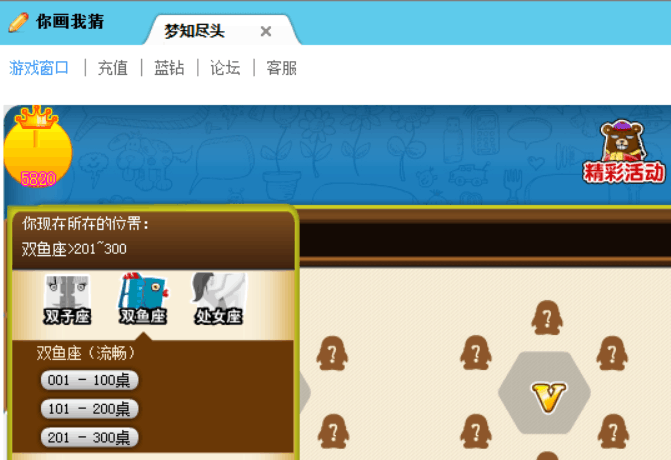 你画我猜
梦知尽头 ×
游戏窗口 | 充值 | 蓝钻 | 论坛 | 客服
5820
精彩活动
你现在所在的位置：
双鱼座>201~300
双子座 双鱼座 处女座
双鱼座（流畅）
001 - 100桌
101 - 200桌
201 - 300桌
? ? ? ?
V
? ? ?